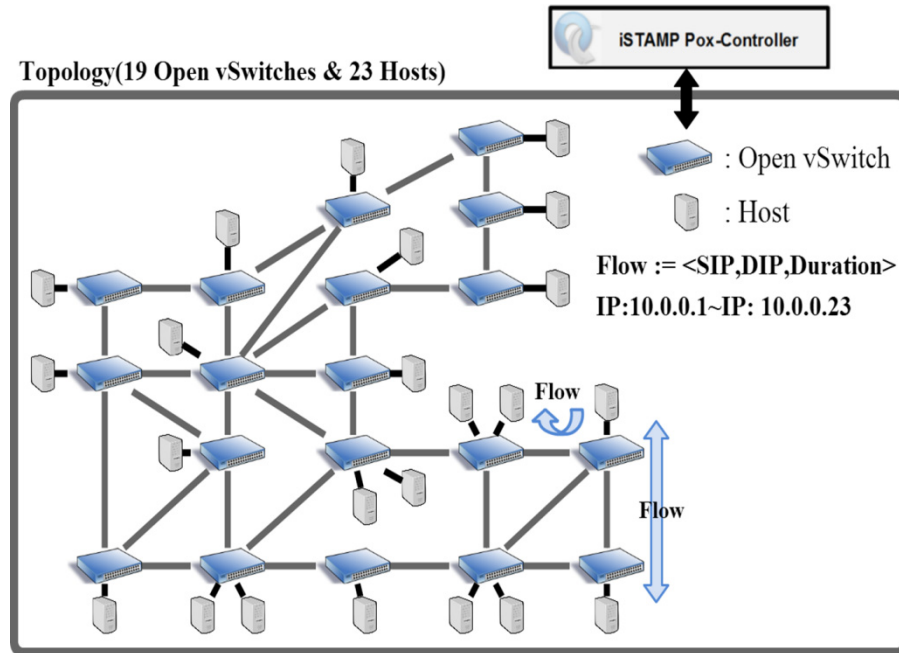 iSTAMP Pox-Controller
Topology(19 Open vSwitches & 23 Hosts)
: Open vSwitch
: Host
Flow := <SIP,DIP,Duration>
IP:10.0.0.1~IP: 10.0.0.23
Flow
Flow